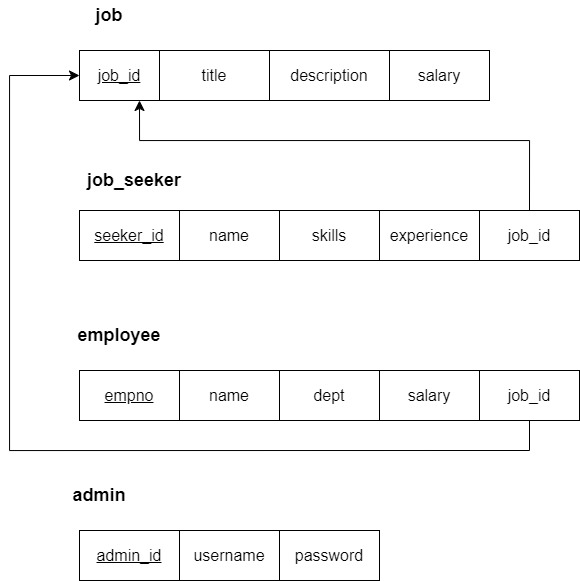 job
job_id title description salary
job_seeker
seeker_id name skills experience job_id
employee
empno name dept salary job_id
admin
admin_id username password